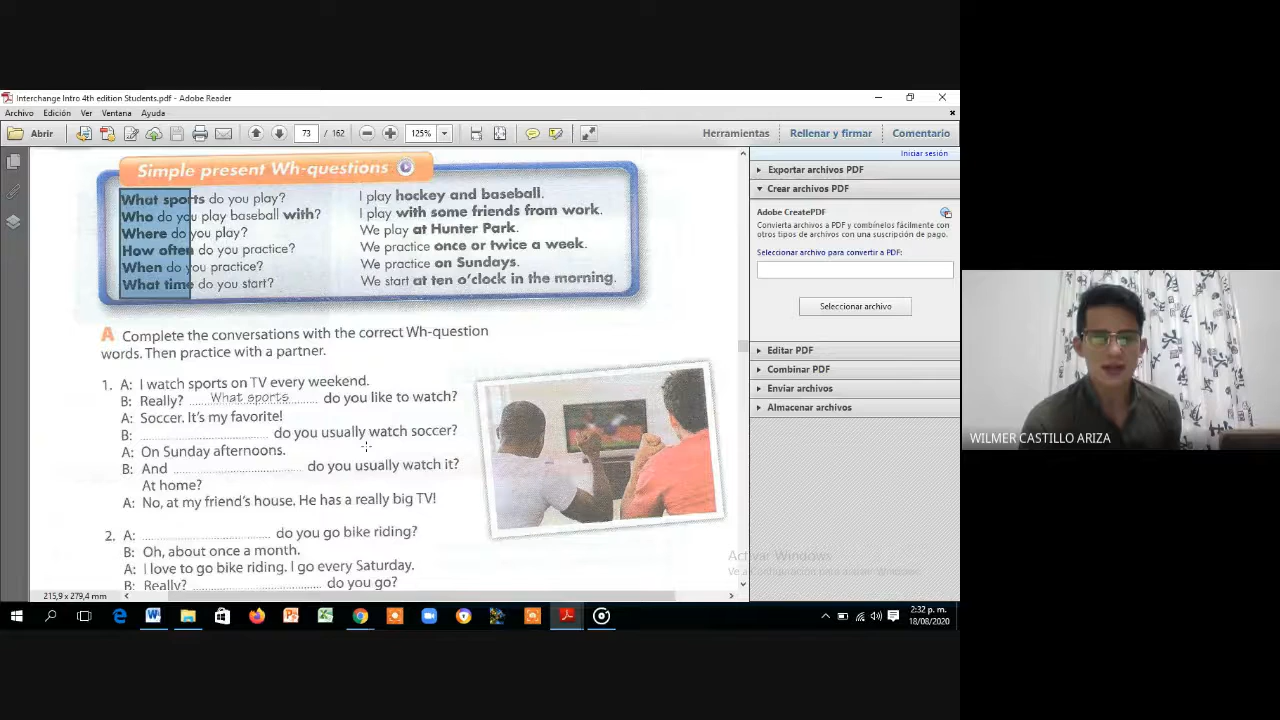 Interchange Intro 4th edition Students.pdf - Adobe Reader
Archivo Edición Ver Ventana Ayuda
Abrir 73 / 162 125% Herramientas Rellenar y firmar Comentario
Simple present Wh-questions
What sports do you play? I play hockey and baseball.
Who do you play baseball with? I play with some friends from work.
Where do you play? We play at Hunter Park.
How often do you practice? We practice once or twice a week.
When do you practice? We practice on Sundays.
What time do you start? We start at ten o'clock in the morning.
A Complete the conversations with the correct Wh-question
words. Then practice with a partner.
1. A: I watch sports on TV every weekend.
B: Really? What sports do you like to watch?
A: Soccer. It's my favorite!
B: do you usually watch soccer?
A: On Sunday afternoons.
B: And do you usually watch it?
At home?
A: No, at my friend's house. He has a really big TV!
2. A: do you go bike riding?
B: Oh, about once a month.
A: I love to go bike riding. I go every Saturday.
B: Really? do you go?
215,9 x 279,4 mm
Iniciar sesión
Exportar archivos PDF
Crear archivos PDF
Adobe CreatePDF
Convierta archivos a PDF y combínelos fácilmente con
otros tipos de archivos con una suscripción de pago.
Seleccionar archivo para convertir a PDF:
Seleccionar archivo
Editar PDF
Combinar PDF
Enviar archivos
Almacenar archivos
Activar Windows
WILMER CASTILLO ARIZA
2:32 p. m.
18/08/2020